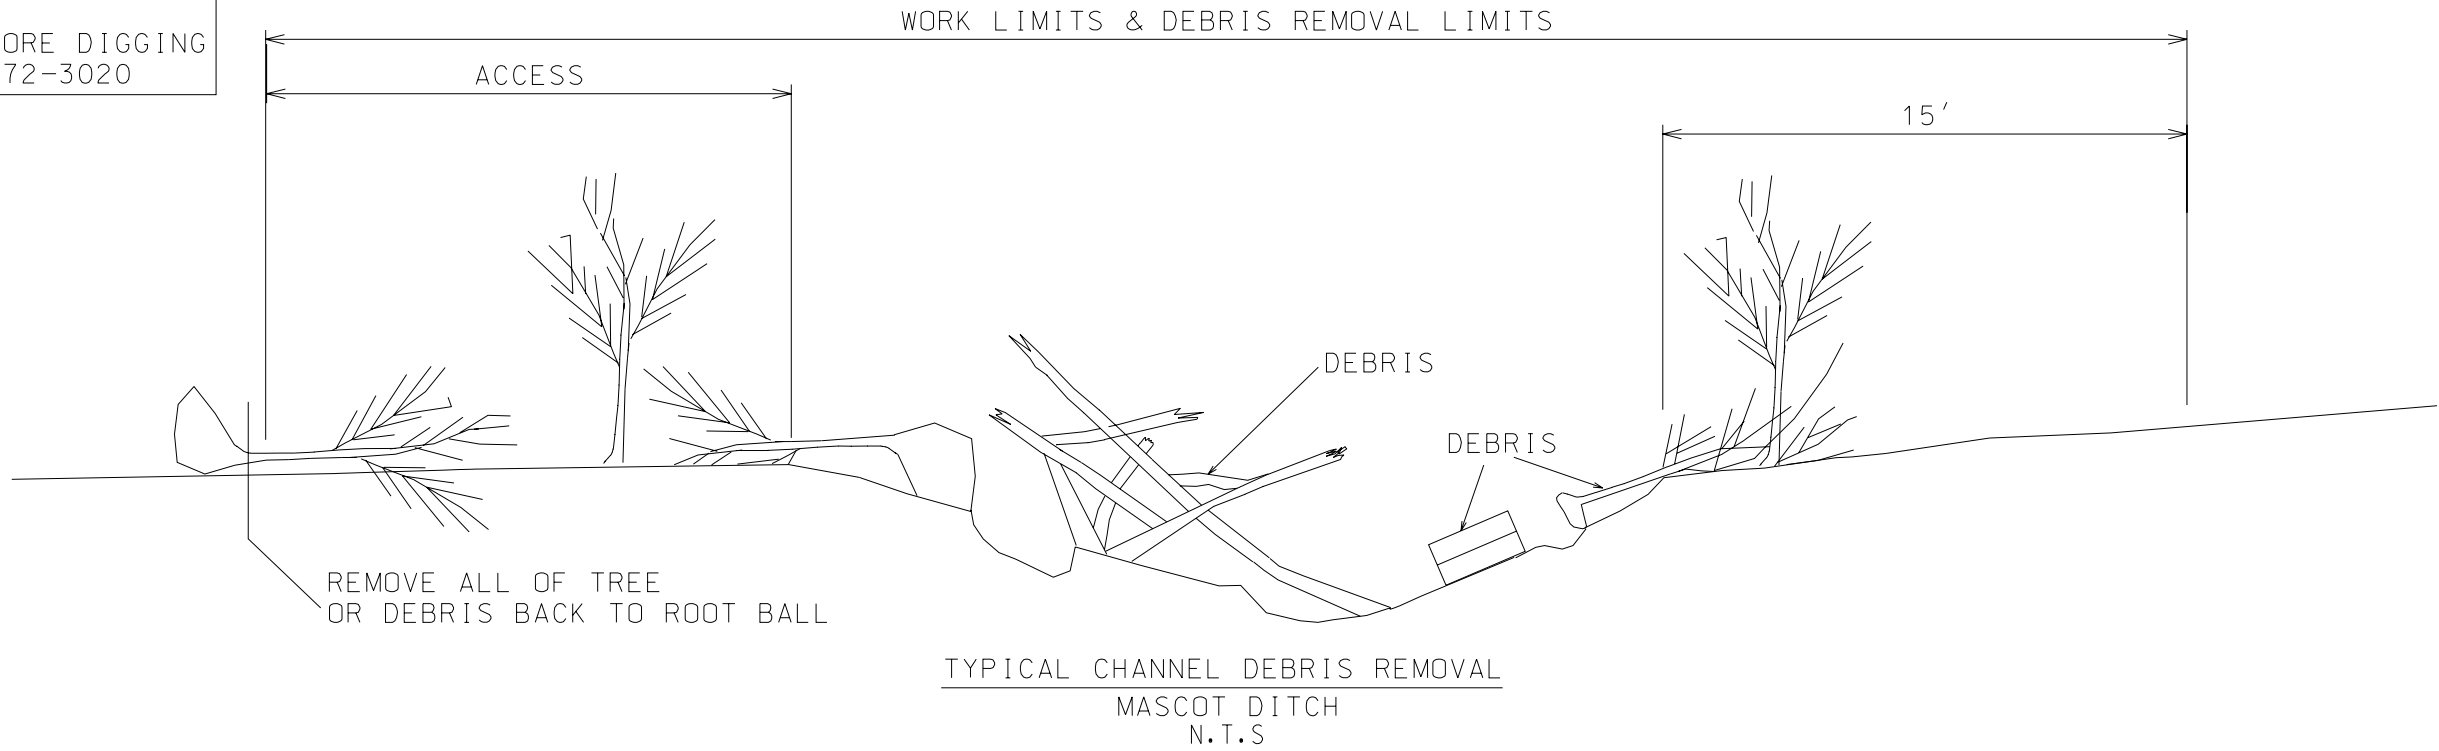 WORK LIMITS & DEBRIS REMOVAL LIMITS
ORE DIGGING
72-3020
ACCESS
15'
DEBRIS
DEBRIS
REMOVE ALL OF TREE
OR DEBRIS BACK TO ROOT BALL
TYPICAL CHANNEL DEBRIS REMOVAL
MASCOT DITCH
N.T.S